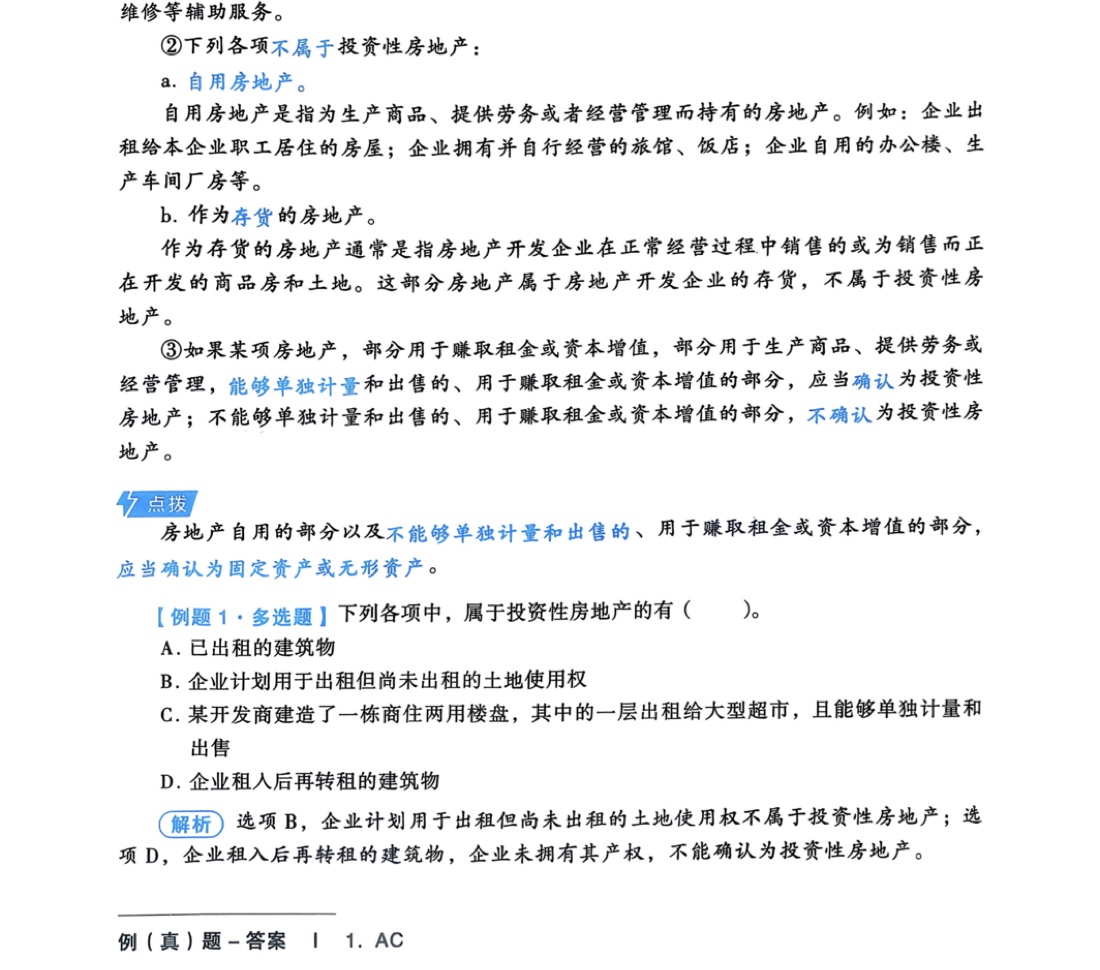 维修等辅助服务。
②下列各项不属于投资性房地产：
a. 自用房地产。
自用房地产是指为生产商品、提供劳务或者经营管理而持有的房地产。例如：企业出
租给本企业职工居住的房屋；企业拥有并自行经营的旅馆、饭店；企业自用的办公楼、生
产车间厂房等。
b. 作为存货的房地产。
作为存货的房地产通常是指房地产开发企业在正常经营过程中销售的或为销售而正
在开发的商品房和土地。这部分房地产属于房地产开发企业的存货，不属于投资性房
地产。
③如果某项房地产，部分用于赚取租金或资本增值，部分用于生产商品、提供劳务或
经营管理，能够单独计量和出售的、用于赚取租金或资本增值的部分，应当确认为投资性
房地产；不能够单独计量和出售的、用于赚取租金或资本增值的部分，不确认为投资性房
地产。
点拨
房地产自用的部分以及不能够单独计量和出售的、用于赚取租金或资本增值的部分，
应当确认为固定资产或无形资产。
【例题 1·多选题】下列各项中，属于投资性房地产的有（　　）。
A. 已出租的建筑物
B. 企业计划用于出租但尚未出租的土地使用权
C. 某开发商建造了一栋商住两用楼盘，其中的一层出租给大型超市，且能够单独计量和
出售
D. 企业租入后再转租的建筑物
解析 选项 B，企业计划用于出租但尚未出租的土地使用权不属于投资性房地产；选
项 D，企业租入后再转租的建筑物，企业未拥有其产权，不能确认为投资性房地产。
例（真）题－答案 | 1. AC